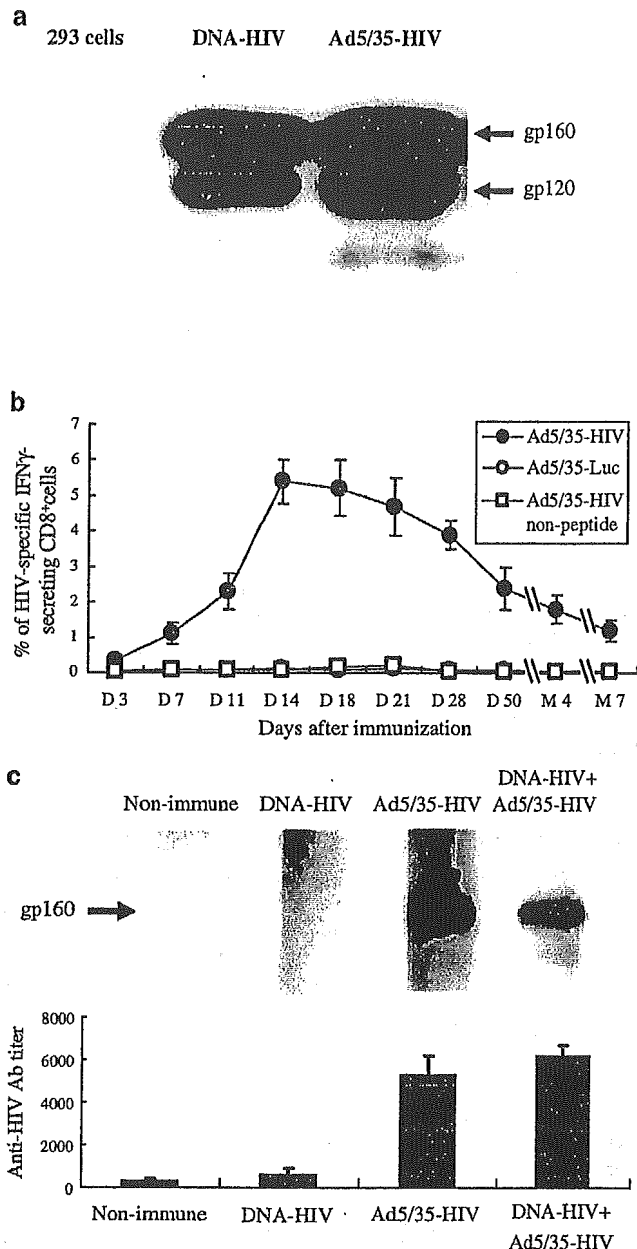 a
293 cells DNA-HIV Ad5/35-HIV
gp160
gp120
b
% of HIV-specific IFNγ-
secreting CD8⁺cells
7
6
5
4
3
2
1
0
Ad5/35-HIV
Ad5/35-Luc
Ad5/35-HIV
non-peptide
D 3 D 7 D 11 D 14 D 18 D 21 D 28 D 50 M 4 M 7
Days after immunization
c
Non-immune DNA-HIV Ad5/35-HIV DNA-HIV+
Ad5/35-HIV
gp160
Anti-HIV Ab titer
8000
6000
4000
2000
0
Non-immune DNA-HIV Ad5/35-HIV DNA-HIV+
Ad5/35-HIV